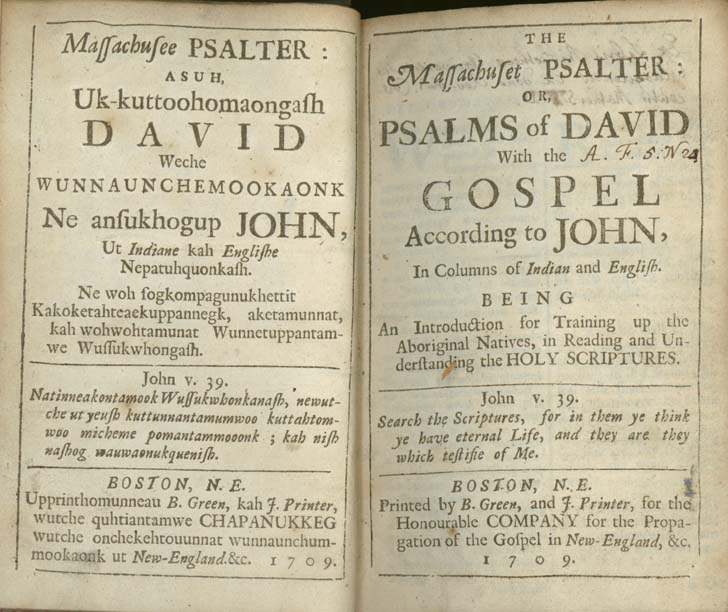 Maſſachuſee PSALTER:
ASUH,
Uk-kuttoohomaongaſh
DAVID
Weche
WUNNAUNCHEMOOKAONK
Ne anſukhogup JOHN,
Ut Indiane kah Engliſhe
Nepatuhquonkaſh.
Ne woh ſogkompagunukhettit
Kakoketahteaekuppannegk, aketamunnat,
kah wohwohtamunat Wunnetuppantam-
we Wuſſukwhongaſh.
John v. 39.
Natinneakontamook Wuſſukwhonkanaſh, newut-
che ut yeuſh kuttunnantamumwoo kuttahtom-
woo micheme pomantammooonk; kah niſh
naſhog wauwaonukqueniſh.
BOSTON, N. E.
Upprinthomunneau B. Green, kah J. Printer,
wutche quhtiantamwe CHAPANUKKEG
wutche onchekehtouunnat wunnaunchum-
mookaonk ut New-England. &c. 1709.
THE
Maſſachuſet PSALTER:
OR,
PSALMS of DAVID
With the A. F. 5. N
GOSPEL
According to JOHN,
In Columns of Indian and Engliſh.
BEING
An Introduction for Training up the
Aboriginal Natives, in Reading and Un-
derſtanding the HOLY SCRIPTURES.
John v. 39.
Search the Scriptures, for in them ye think
ye have eternal Life, and they are they
which teſtifie of Me.
BOSTON, N. E.
Printed by B. Green, and J. Printer, for the
Honourable COMPANY for the Propa-
gation of the Goſpel in New-England, &c.
1709.